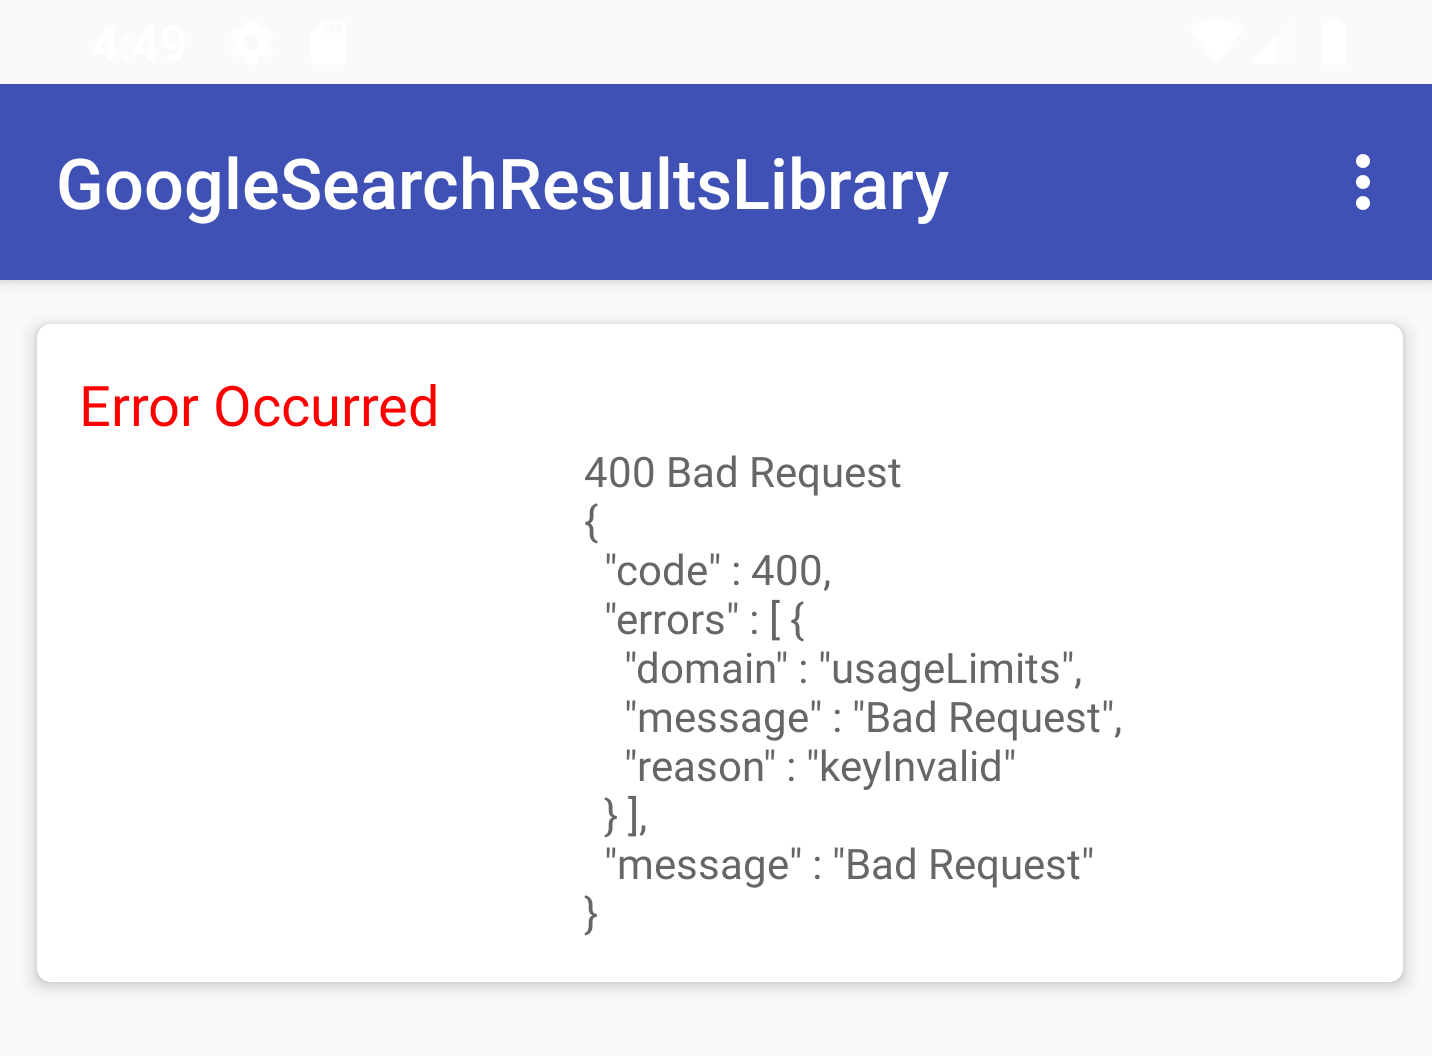 4:49
GoogleSearchResultsLibrary
Error Occurred
400 Bad Request
{
"code" : 400,
"errors" : [ {
"domain" : "usageLimits",
"message" : "Bad Request",
"reason" : "keyInvalid"
} ],
"message" : "Bad Request"
}